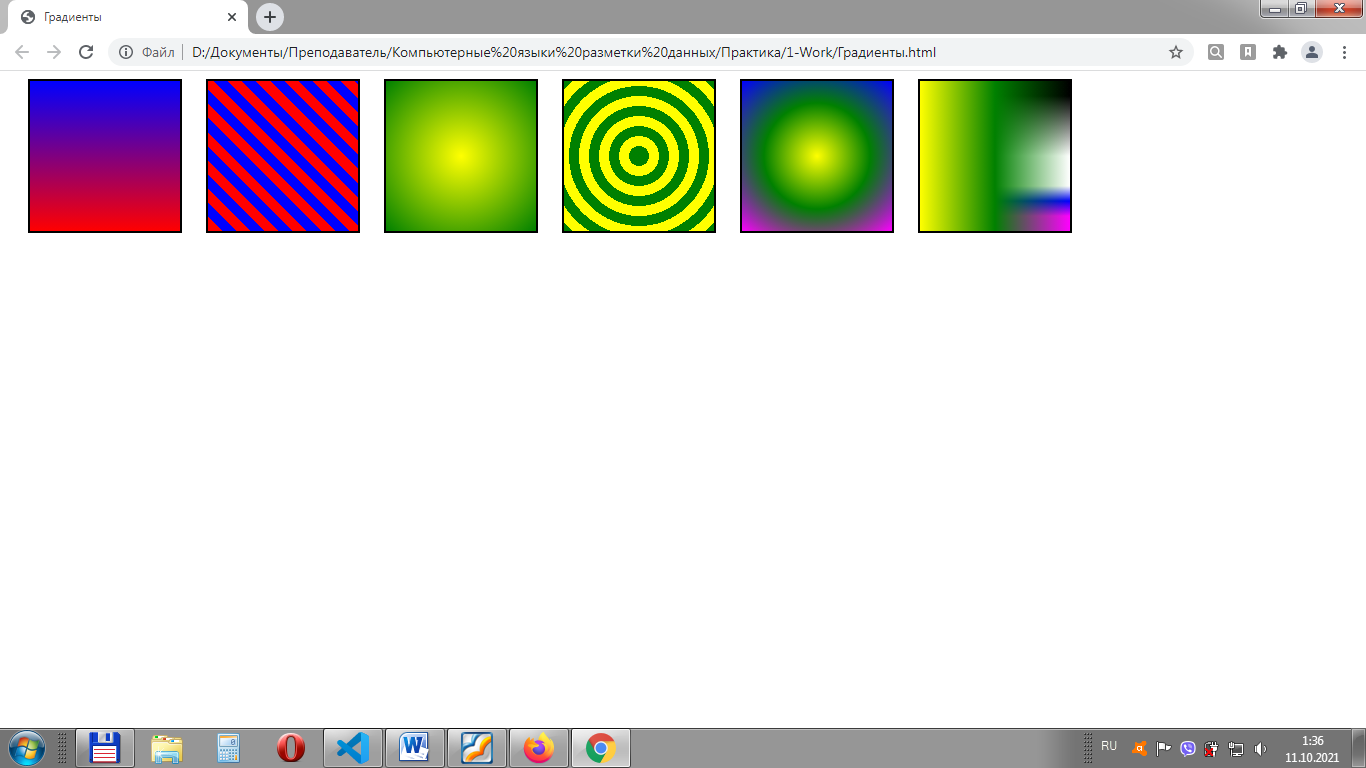 Градиенты
Файл D:/Документы/Преподаватель/Компьютерные%20языки%20разметки%20данных/Практика/1-Work/Градиенты.html
RU
1:36
11.10.2021